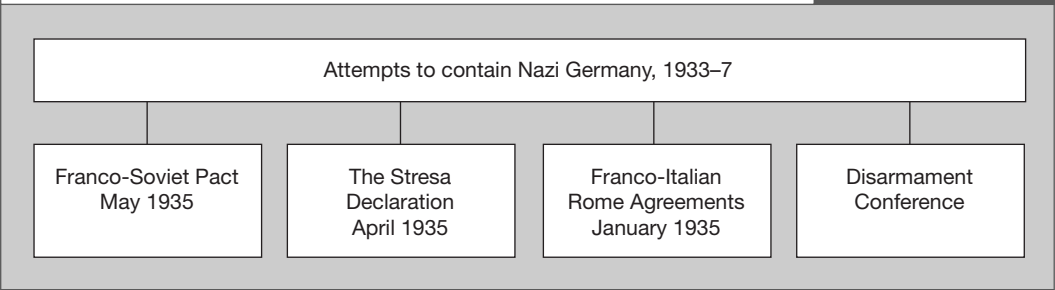 Attempts to contain Nazi Germany, 1933–7
Franco-Soviet Pact
May 1935
The Stresa
Declaration
April 1935
Franco-Italian
Rome Agreements
January 1935
Disarmament
Conference